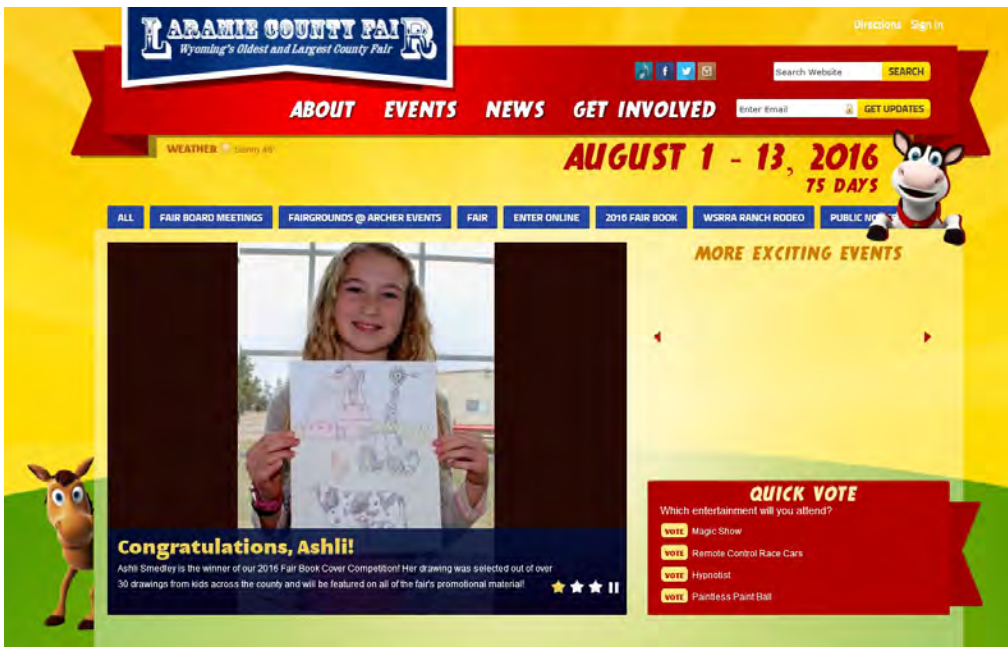 LARAMIE COUNTY FAIR
Wyoming's Oldest and Largest County Fair
Directions Sign In
Search Website SEARCH
ABOUT EVENTS NEWS GET INVOLVED
Enter Email GET UPDATES
WEATHER Sunny 46°
AUGUST 1 - 13, 2016
75 DAYS
ALL FAIR BOARD MEETINGS FAIRGROUNDS @ ARCHER EVENTS FAIR ENTER ONLINE 2016 FAIR BOOK WSRRA RANCH RODEO PUBLIC
MORE EXCITING EVENTS
Congratulations, Ashli!
Ashli Smedley is the winner of our 2016 Fair Book Cover Competition! Her drawing was selected out of over
30 drawings from kids across the county and will be featured on all of the fair's promotional material!
QUICK VOTE
Which entertainment will you attend?
VOTE Magic Show
VOTE Remote Control Race Cars
VOTE Hypnotist
VOTE Paintless Paint Ball